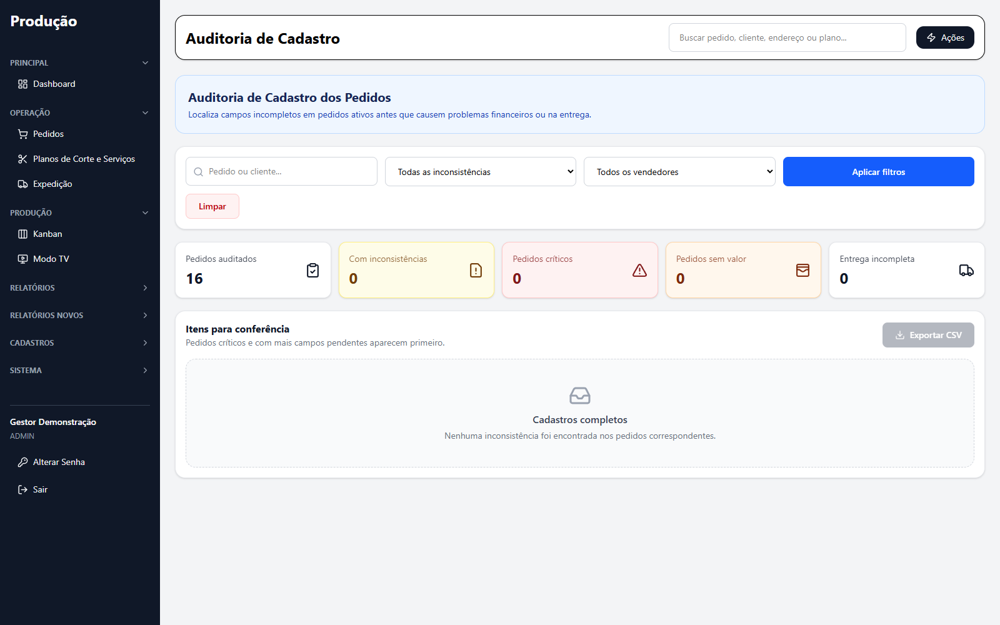 Produção
PRINCIPAL
Dashboard
OPERAÇÃO
Pedidos
Planos de Corte e Serviços
Expedição
PRODUÇÃO
Kanban
Modo TV
RELATÓRIOS
RELATÓRIOS NOVOS
CADASTROS
SISTEMA
Gestor Demonstração
ADMIN
Alterar Senha
Sair
Auditoria de Cadastro
Buscar pedido, cliente, endereço ou plano...
Ações
Auditoria de Cadastro dos Pedidos
Localiza campos incompletos em pedidos ativos antes que causem problemas financeiros ou na entrega.
Pedido ou cliente...
Todas as inconsistências
Todos os vendedores
Aplicar filtros
Limpar
Pedidos auditados
16
Com inconsistências
0
Pedidos críticos
0
Pedidos sem valor
0
Entrega incompleta
0
Itens para conferência
Pedidos críticos e com mais campos pendentes aparecem primeiro.
Exportar CSV
Cadastros completos
Nenhuma inconsistência foi encontrada nos pedidos correspondentes.